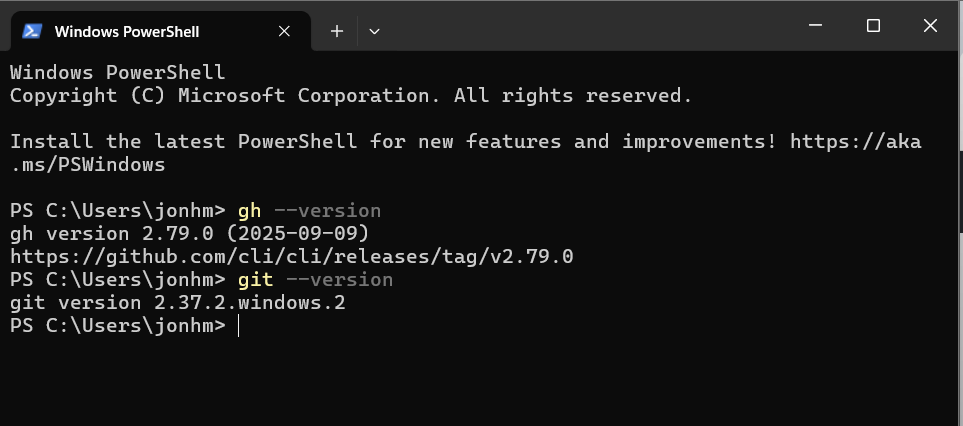 Windows PowerShell
Windows PowerShell
Copyright (C) Microsoft Corporation. All rights reserved.
Install the latest PowerShell for new features and improvements! https://aka
.ms/PSWindows
PS C:\Users\jonhm> gh --version
gh version 2.79.0 (2025-09-09)
https://github.com/cli/cli/releases/tag/v2.79.0
PS C:\Users\jonhm> git --version
git version 2.37.2.windows.2
PS C:\Users\jonhm>